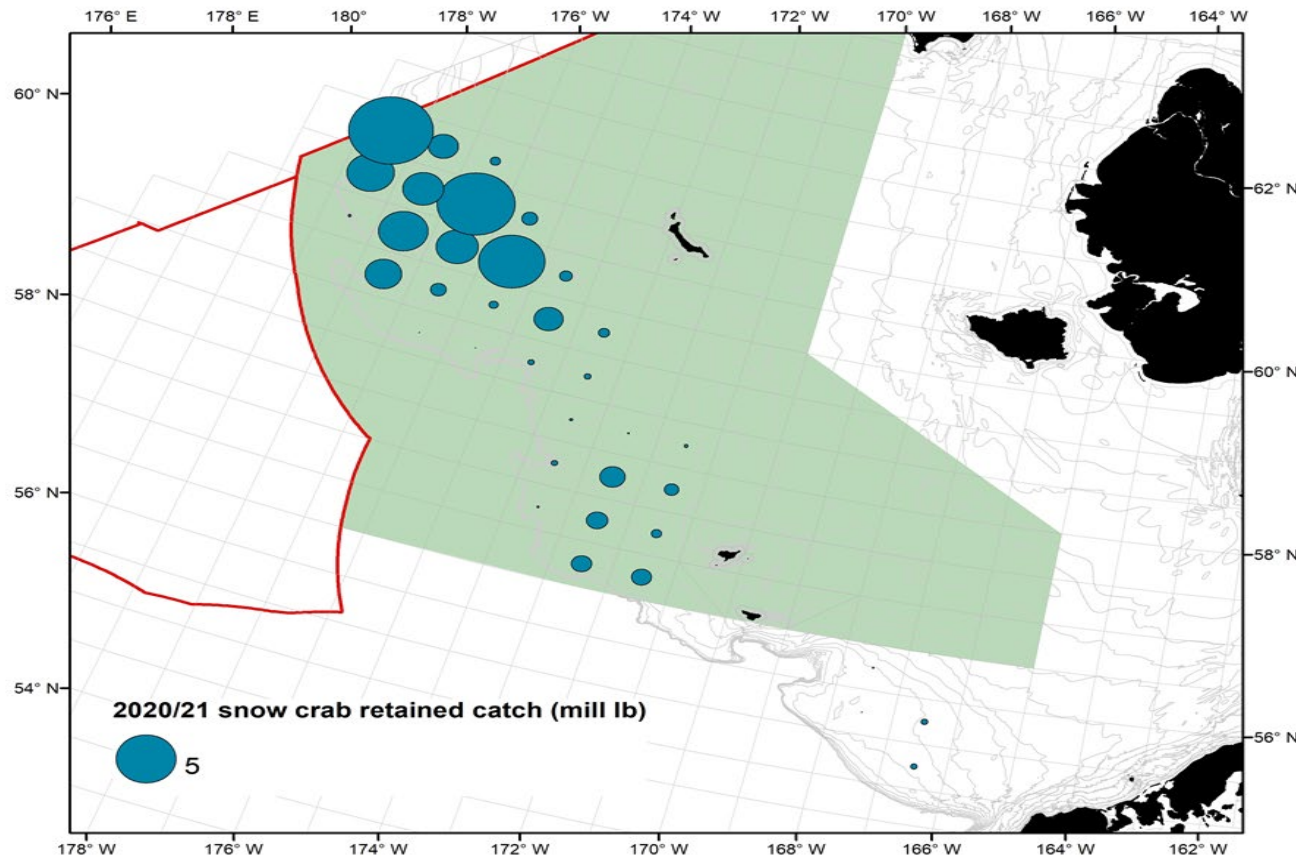 176° E 180° 178° W 176° W 174° W 172° W 170° W 168° W 166° W 164° W
60° N
62° N
58° N
60° N
56° N
58° N
54° N
56° N
2020/21 snow crab retained catch (mill lb)
5
178° W 176° W 174° W 172° W 170° W 168° W 166° W 164° W 162° W